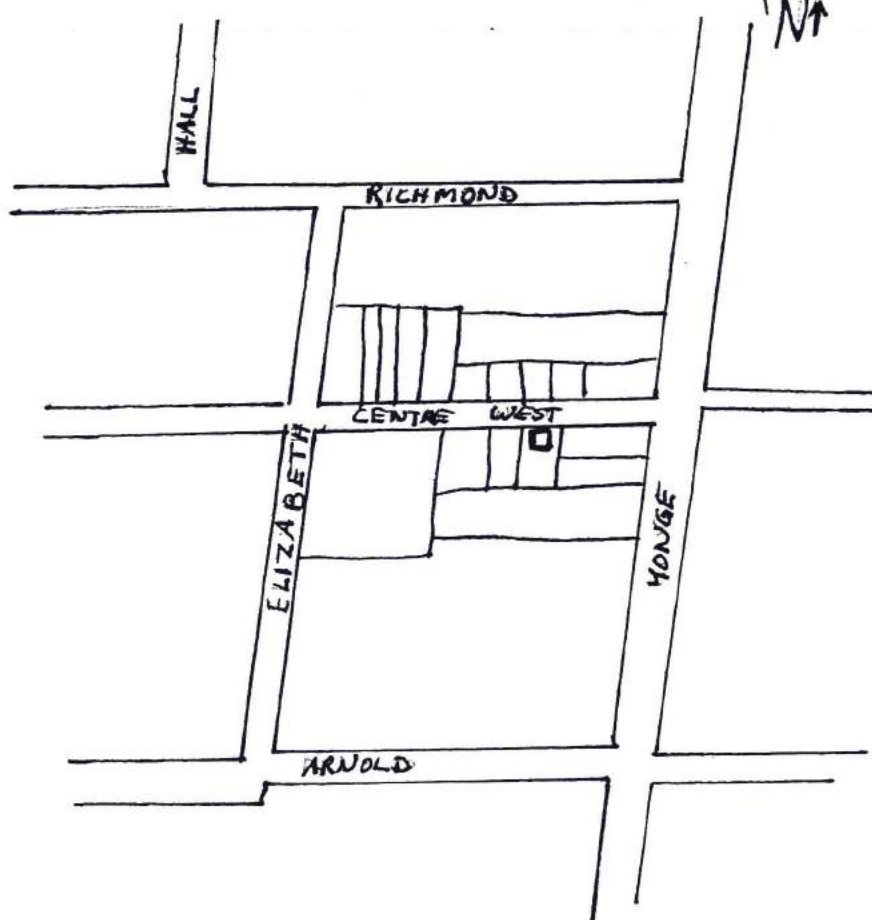 N
HALL
RICHMOND
CENTRE WEST
ELIZABETH
YONGE
ARNOLD